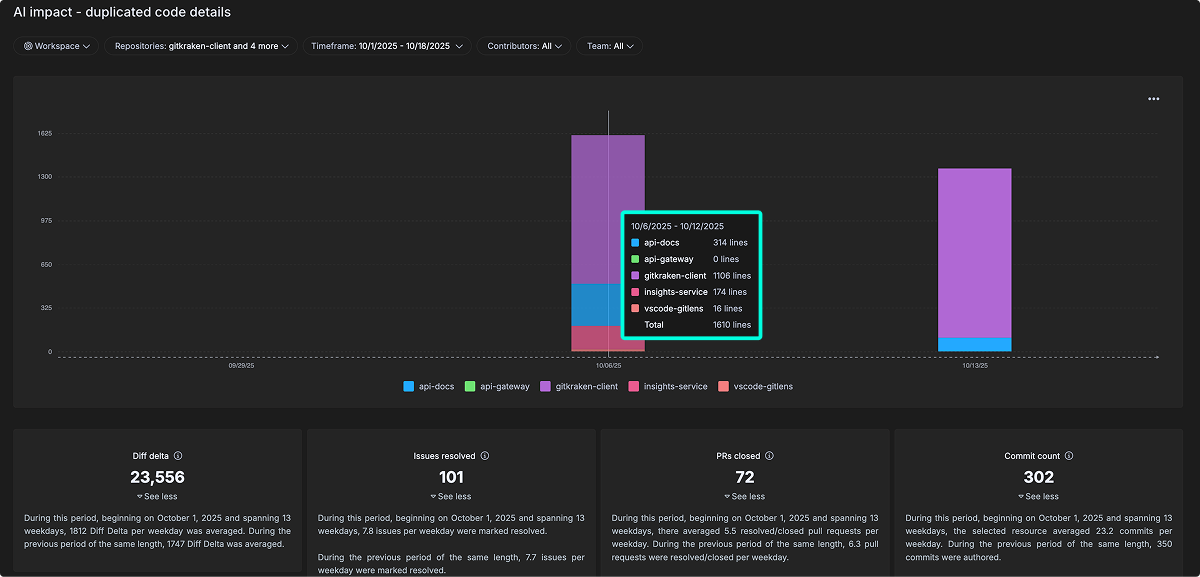 AI impact - duplicated code details
Workspace
Repositories: gitkraken-client and 4 more
Timeframe: 10/1/2025 - 10/18/2025
Contributors: All
Team: All
1625
1300
975
650
325
0
10/6/2025 - 10/12/2025
api-docs 314 lines
api-gateway 0 lines
gitkraken-client 1106 lines
insights-service 174 lines
vscode-gitlens 16 lines
Total 1610 lines
09/29/25
10/06/25
10/13/25
api-docs
api-gateway
gitkraken-client
insights-service
vscode-gitlens
Diff delta
23,556
See less
During this period, beginning on October 1, 2025 and spanning 13
weekdays, 1812 Diff Delta per weekday was averaged. During the
previous period of the same length, 1747 Diff Delta was averaged.
Issues resolved
101
See less
During this period, beginning on October 1, 2025 and spanning 13
weekdays, 7.8 issues per weekday were marked resolved.
During the previous period of the same length, 7.7 issues per
weekday were marked resolved.
PRs closed
72
See less
During this period, beginning on October 1, 2025 and spanning 13
weekdays, there averaged 5.5 resolved/closed pull requests per
weekday. During the previous period of the same length, 6.3 pull
requests were resolved/closed per weekday.
Commit count
302
See less
During this period, beginning on October 1, 2025 and spanning 13
weekdays, the selected resource averaged 23.2 commits per
weekday. During the previous period of the same length, 350
commits were authored.